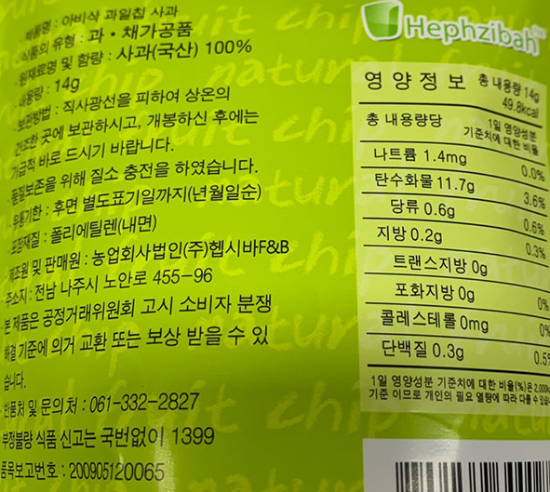 제품명 : 아비삭 과일칩 사과
식품의 유형 : 과·채가공품
원재료명 및 함량 : 사과(국산) 100%
내용량 : 14g
보관방법 : 직사광선을 피하여 상온의
건조한 곳에 보관하시고, 개봉하신 후에는
가급적 바로 드시기 바랍니다.
품질보존을 위해 질소 충전을 하였습니다.
유통기한 : 후면 별도표기일까지(년월일순)
포장재질 : 폴리에틸렌(내면)
제조원 및 판매원 : 농업회사법인(주)헵시바F&B
주소지 : 전남 나주시 노안로 455-96
본 제품은 공정거래위원회 고시 소비자 분쟁
해결 기준에 의거 교환 또는 보상 받을 수 있
습니다.
반품처 및 문의처 : 061-332-2827
부정불량 식품 신고는 국번없이 1399
품목보고번호 : 200905120065
Hephzibah
영양정보 총 내용량 14g
49.8kcal
총 내용량당 1일 영양성분
기준치에 대한 비율
나트륨 1.4mg 0.0%
탄수화물 11.7g 3.6%
당류 0.6g 0.6%
지방 0.2g 0.3%
트랜스지방 0g
포화지방 0g 0%
콜레스테롤 0mg 0%
단백질 0.3g 0.5%
1일 영양성분 기준치에 대한 비율(%)은 2,000k
기준 이므로 개인의 필요 열량에 따라 다를 수 있습니